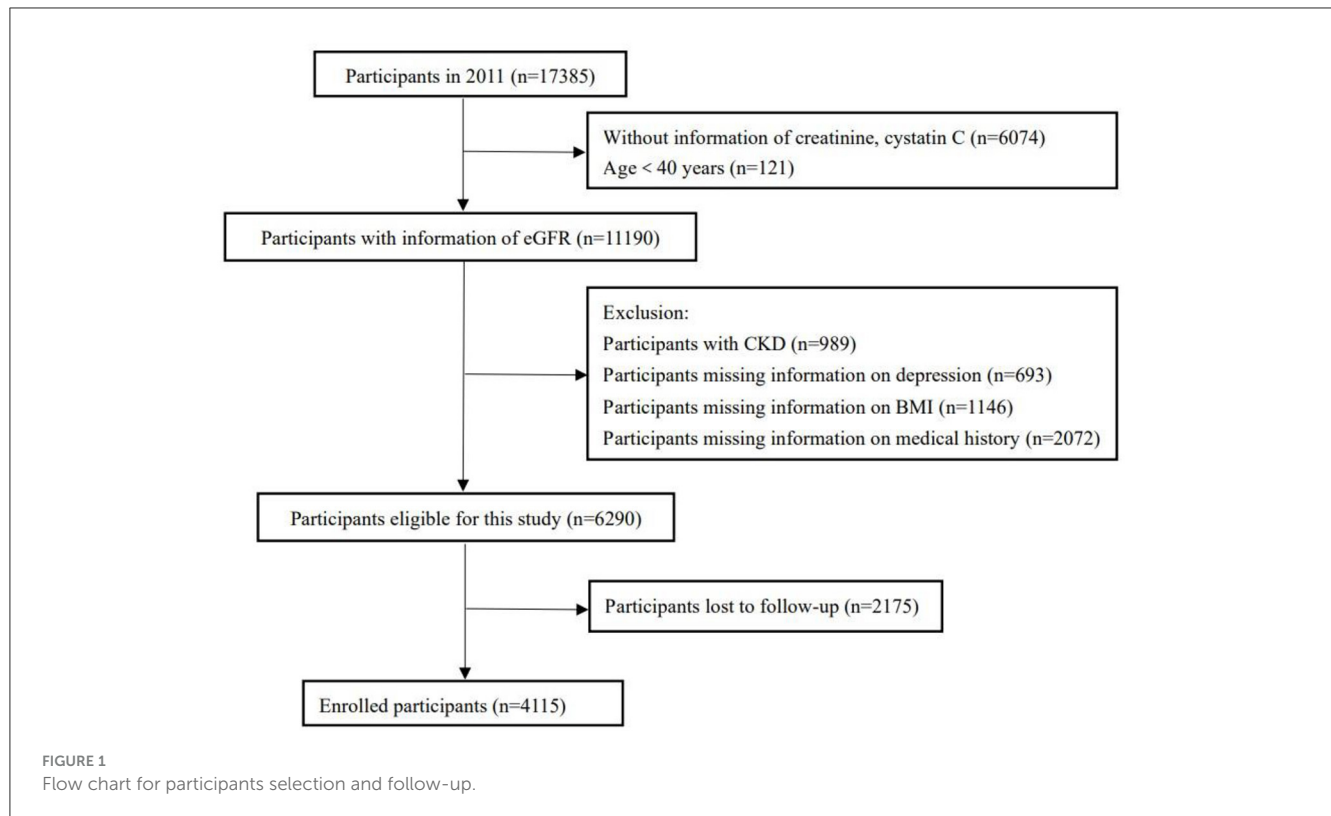 Participants in 2011 (n=17385)
Without information of creatinine, cystatin C (n=6074)
Age < 40 years (n=121)
Participants with information of eGFR (n=11190)
Exclusion:
Participants with CKD (n=989)
Participants missing information on depression (n=693)
Participants missing information on BMI (n=1146)
Participants missing information on medical history (n=2072)
Participants eligible for this study (n=6290)
Participants lost to follow-up (n=2175)
Enrolled participants (n=4115)
FIGURE 1
Flow chart for participants selection and follow-up.